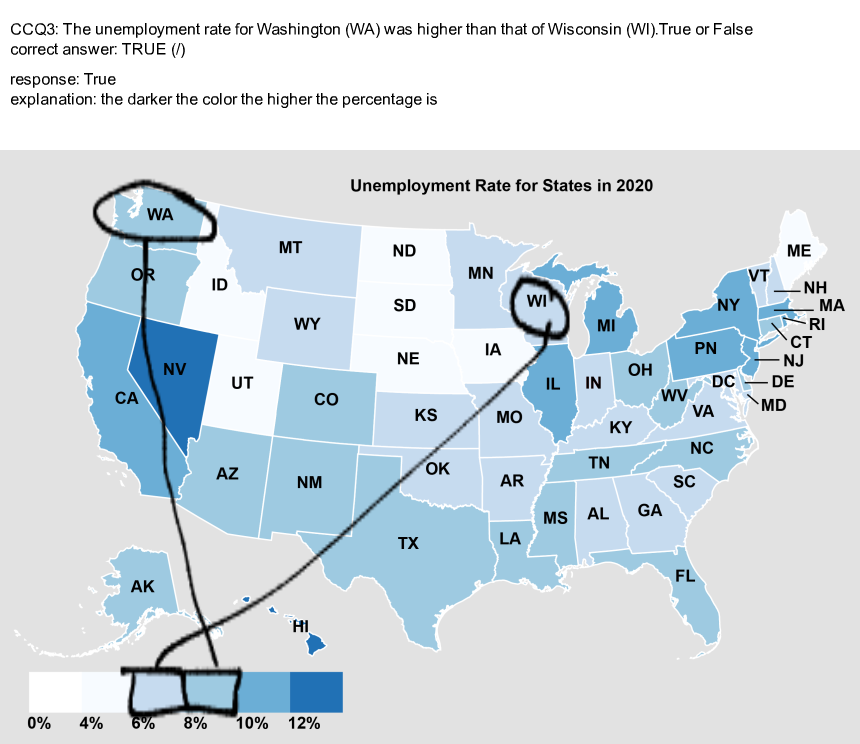 CCQ3: The unemployment rate for Washington (WA) was higher than that of Wisconsin (WI).True or False
correct answer: TRUE (/)
response: True
explanation: the darker the color the higher the percentage is
Unemployment Rate for States in 2020
WA
MT
ND
MN
ME
VT
OR
ID
SD
WI
NH
WY
MI
NY
MA
RI
NE
IA
PN
CT
NV
UT
IL
IN
OH
NJ
CA
CO
DC
DE
WV
MD
KS
MO
VA
KY
AZ
NM
OK
TN
NC
AR
SC
TX
LA
MS
AL
GA
AK
FL
HI
0% 4% 6% 8% 10% 12%